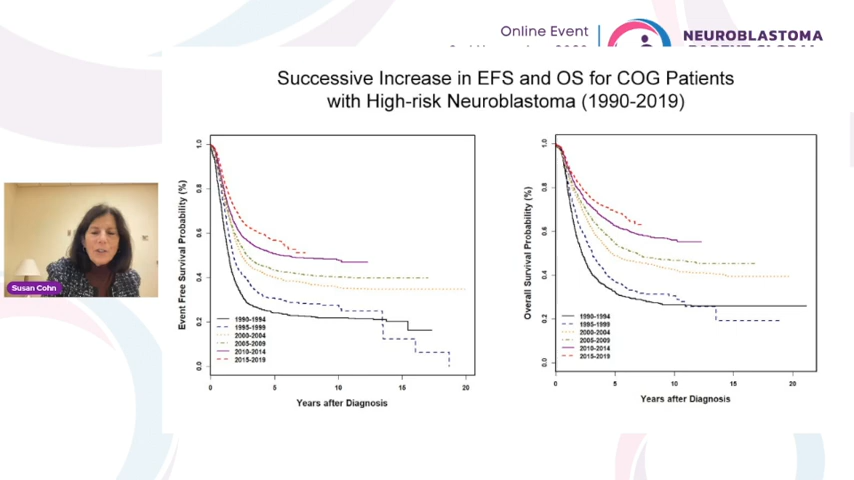 Online Event
NEUROBLASTOMA
Successive Increase in EFS and OS for COG Patients
with High-risk Neuroblastoma (1990-2019)
Event Free Survival Probability (%)
1.0
0.8
0.6
0.4
0.2
0.0
1990-1994
1995-1999
2000-2004
2005-2009
2010-2014
2015-2019
0 5 10 15 20
Years after Diagnosis
Overall Survival Probability (%)
1.0
0.8
0.6
0.4
0.2
0.0
1990-1994
1995-1999
2000-2004
2005-2009
2010-2014
2015-2019
0 5 10 15 20
Years after Diagnosis
Susan Cohn